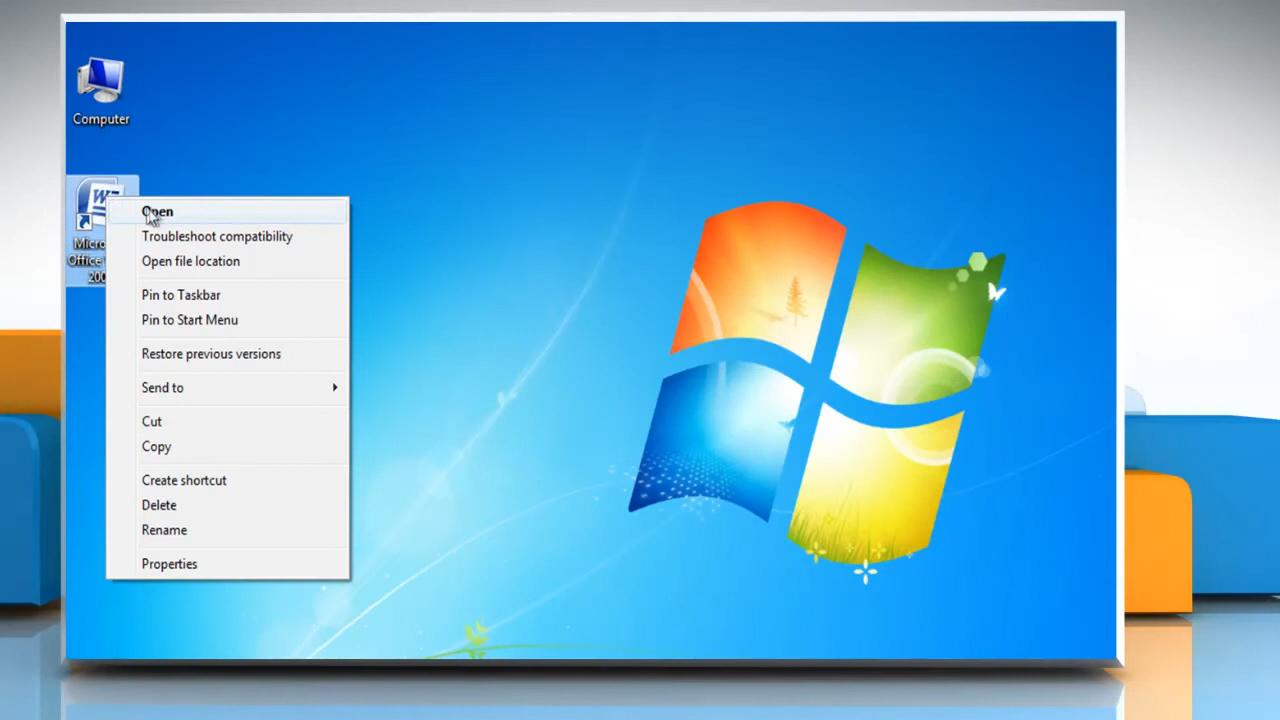 Computer
Open
Troubleshoot compatibility
Open file location
Pin to Taskbar
Pin to Start Menu
Restore previous versions
Send to
Cut
Copy
Create shortcut
Delete
Rename
Properties
Office